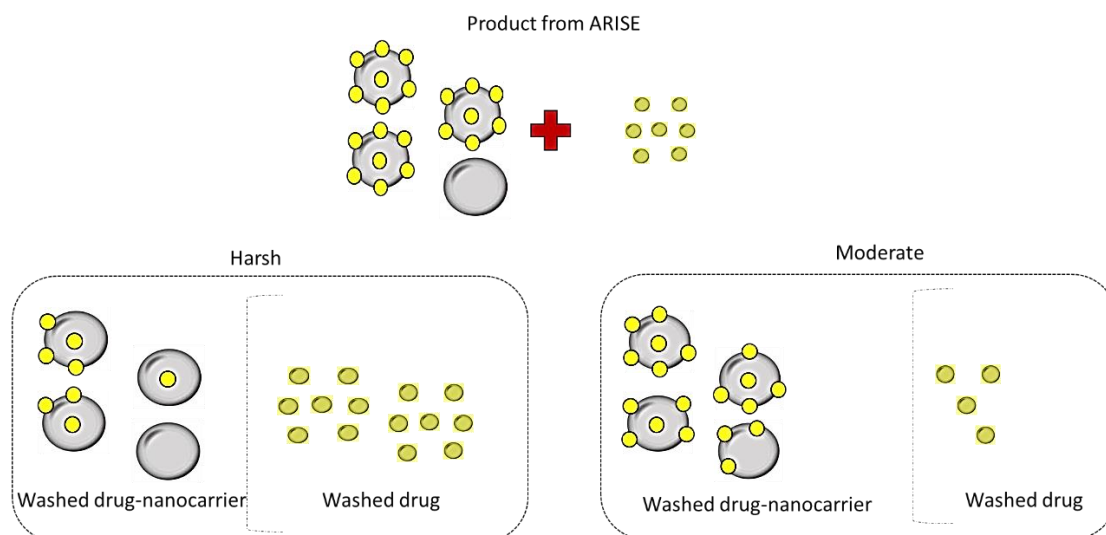 Product from ARISE
Harsh
Moderate
Washed drug-nanocarrier
Washed drug
Washed drug-nanocarrier
Washed drug